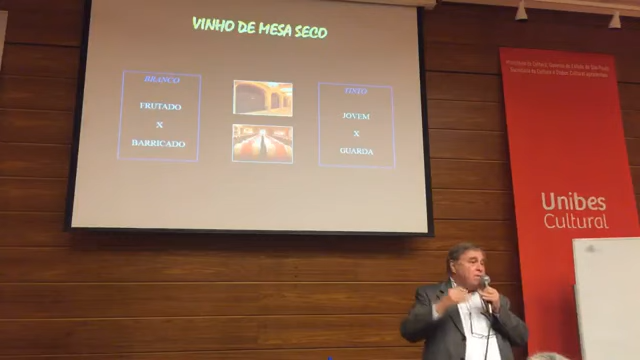 VINHO DE MESA SECO
BRANCO
FRUTADO
X
BARRICADO
TINTO
JOVEM
X
GUARDA
Unibes
Cultural